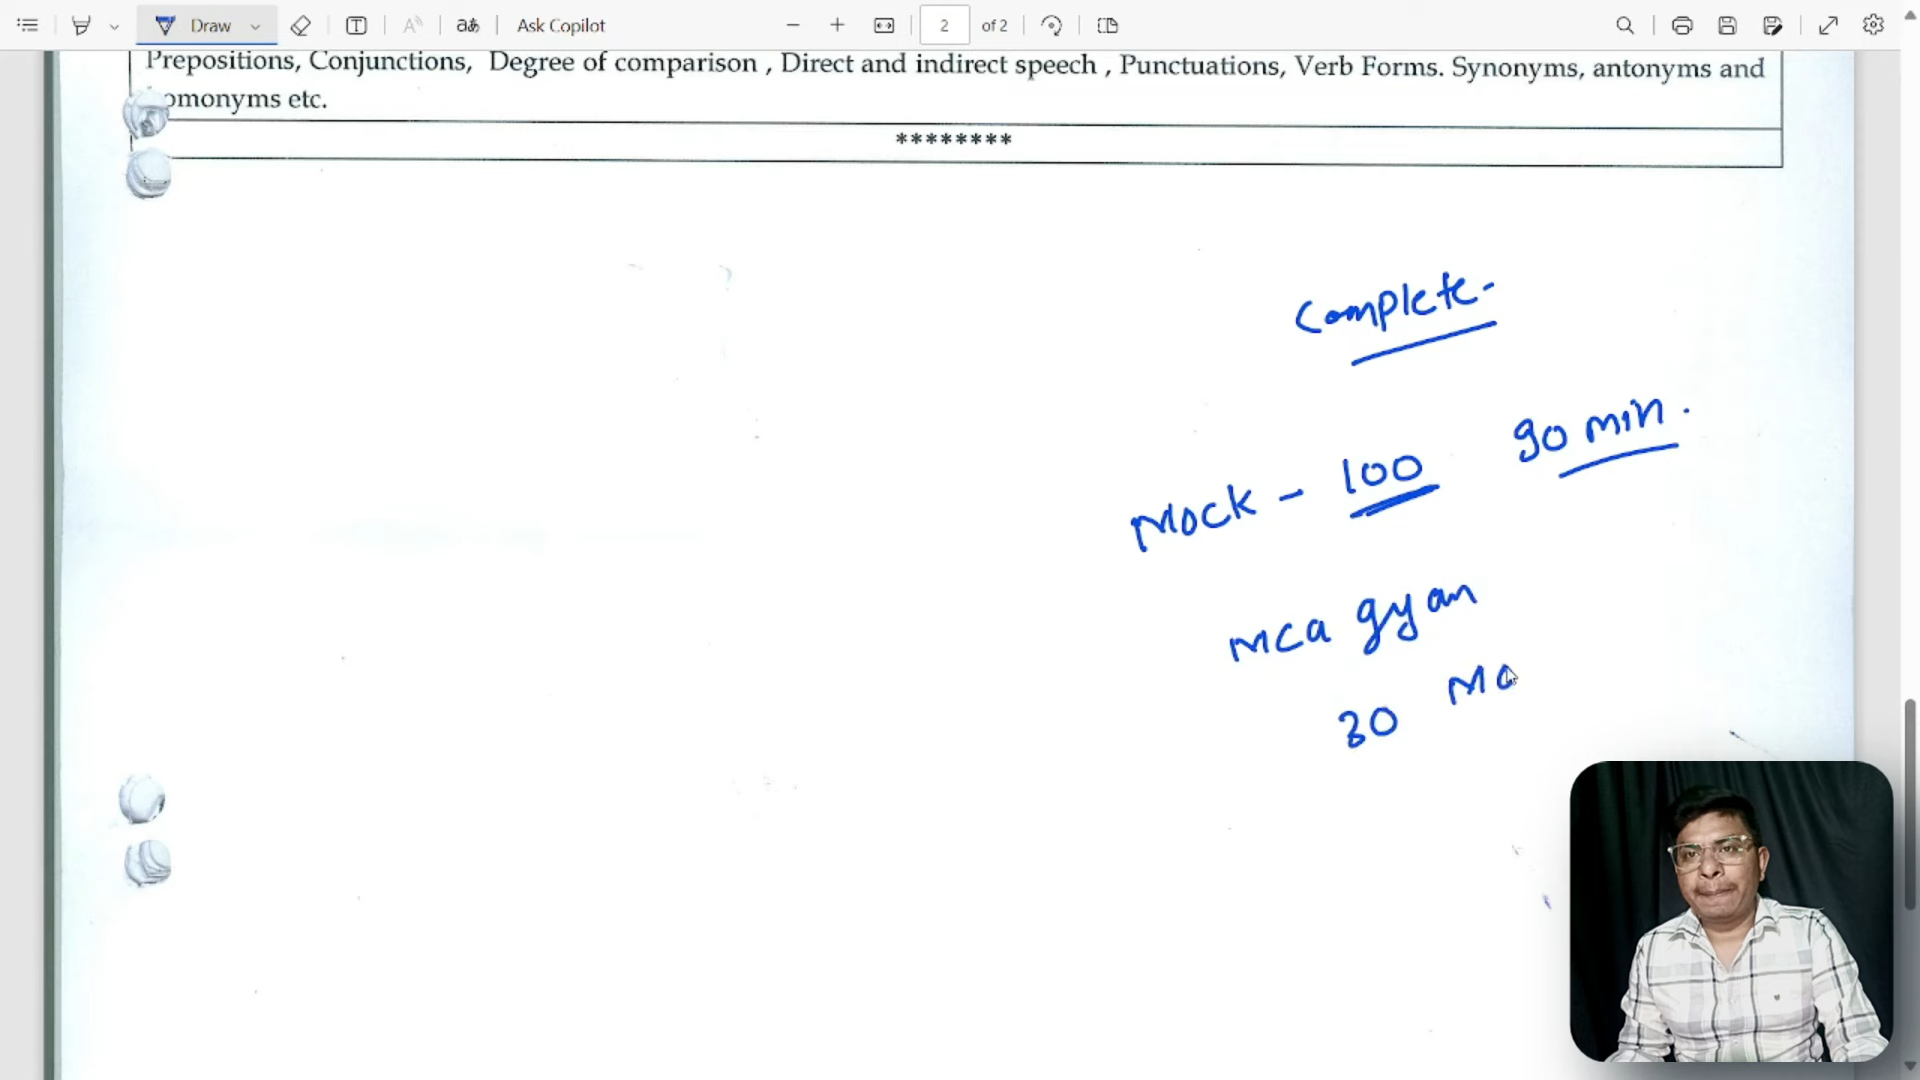 Draw
Ask Copilot
2 of 2
Prepositions, Conjunctions, Degree of comparison , Direct and indirect speech , Punctuations, Verb Forms. Synonyms, antonyms and
omonyms etc.
********
Complete-
Mock - 100 90 min.
MCA gyan
30 Mo